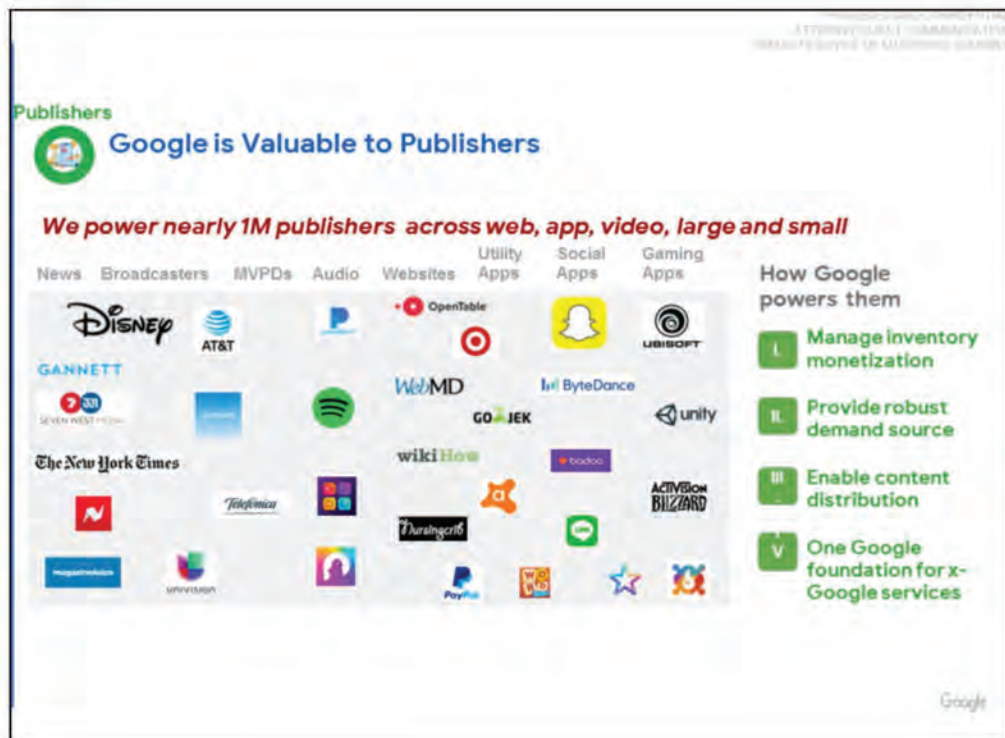 Publishers
Google is Valuable to Publishers
We power nearly 1M publishers across web, app, video, large and small
News Broadcasters MVPDs Audio Websites Utility Apps Social Apps Gaming Apps
Disney
AT&T
P
OpenTable
UBISOFT
GANNETT
SEVEN WEST
WebMD
ByteDance
GO JEK
unity
The New York Times
wikiHow
badoo
Telefonica
a
ACTIVISION
BLIZZARD
Nursingcrib
LINE
univision
PayPal
How Google
powers them
I. Manage inventory
monetization
II. Provide robust
demand source
III Enable content
distribution
V One Google
foundation for x-
Google services
Google